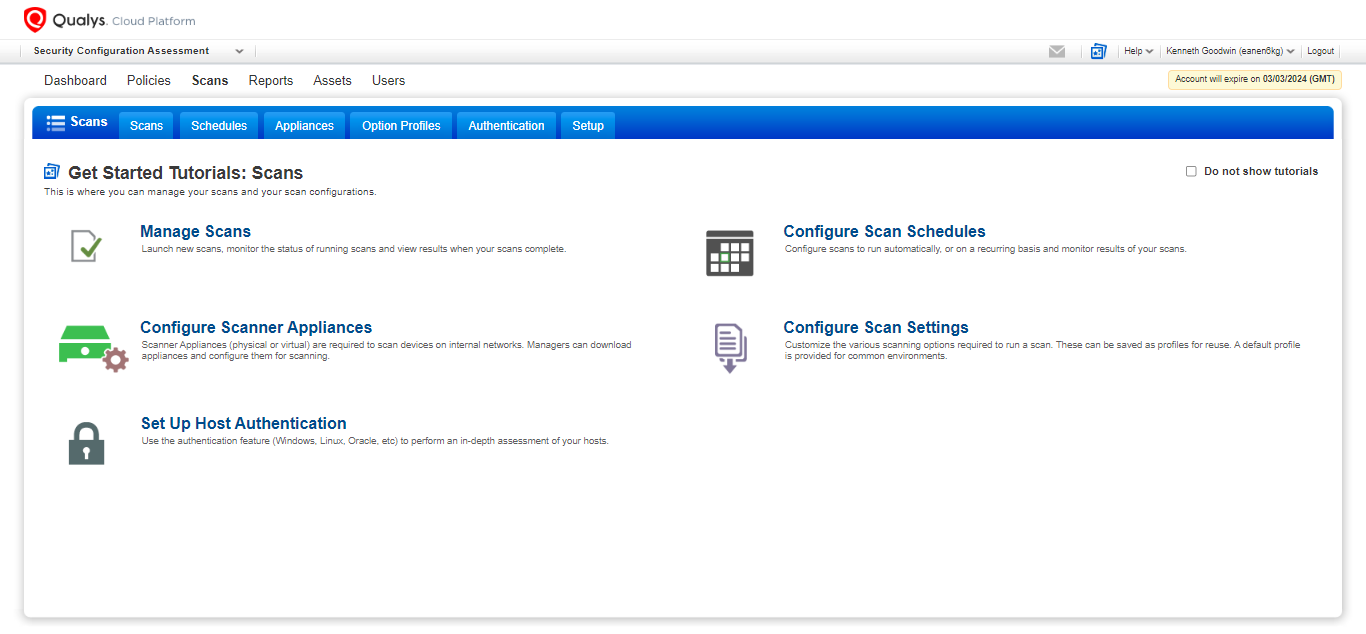 Qualys. Cloud Platform
Security Configuration Assessment
Help
Kenneth Goodwin (eanen6kg)
Logout
Dashboard Policies Scans Reports Assets Users
Account will expire on 03/03/2024 (GMT)
Scans Scans Schedules Appliances Option Profiles Authentication Setup
Get Started Tutorials: Scans
Do not show tutorials
This is where you can manage your scans and your scan configurations.
Manage Scans
Launch new scans, monitor the status of running scans and view results when your scans complete.
Configure Scan Schedules
Configure scans to run automatically, or on a recurring basis and monitor results of your scans.
Configure Scanner Appliances
Scanner Appliances (physical or virtual) are required to scan devices on internal networks. Managers can download
appliances and configure them for scanning.
Configure Scan Settings
Customize the various scanning options required to run a scan. These can be saved as profiles for reuse. A default profile
is provided for common environments.
Set Up Host Authentication
Use the authentication feature (Windows, Linux, Oracle, etc) to perform an in-depth assessment of your hosts.